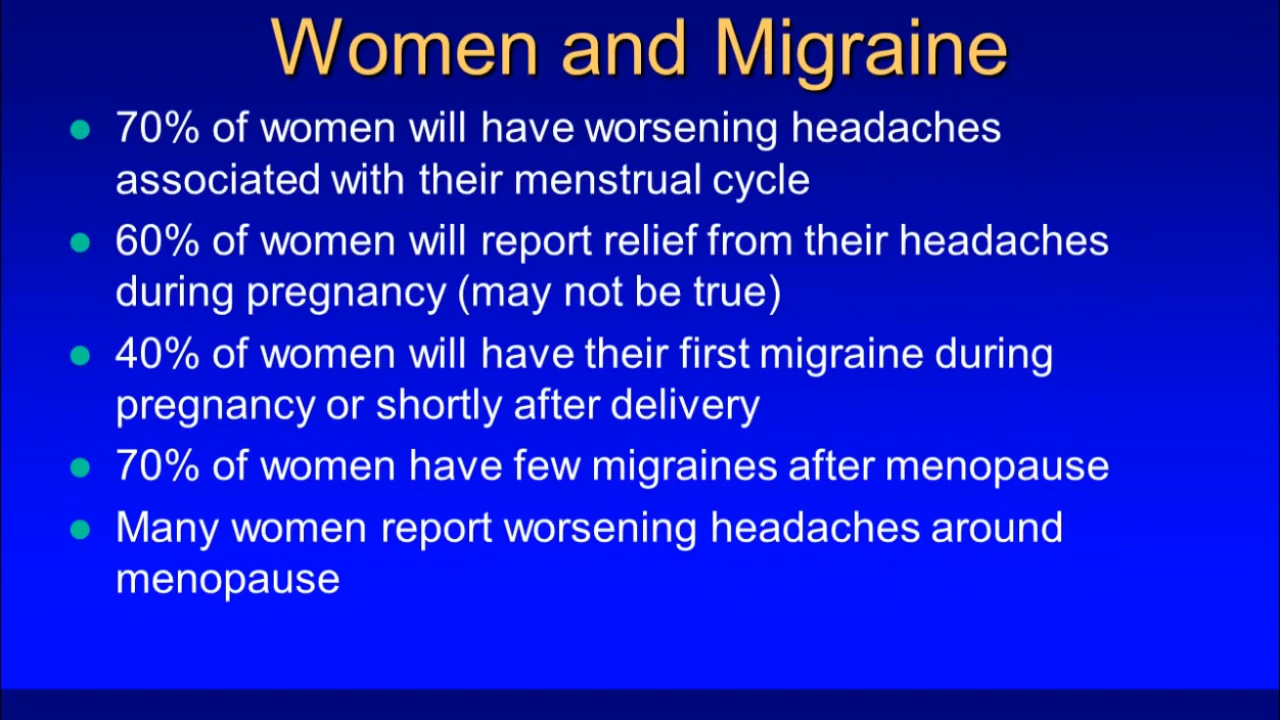 Women and Migraine
70% of women will have worsening headaches
associated with their menstrual cycle
60% of women will report relief from their headaches
during pregnancy (may not be true)
40% of women will have their first migraine during
pregnancy or shortly after delivery
70% of women have few migraines after menopause
Many women report worsening headaches around
menopause